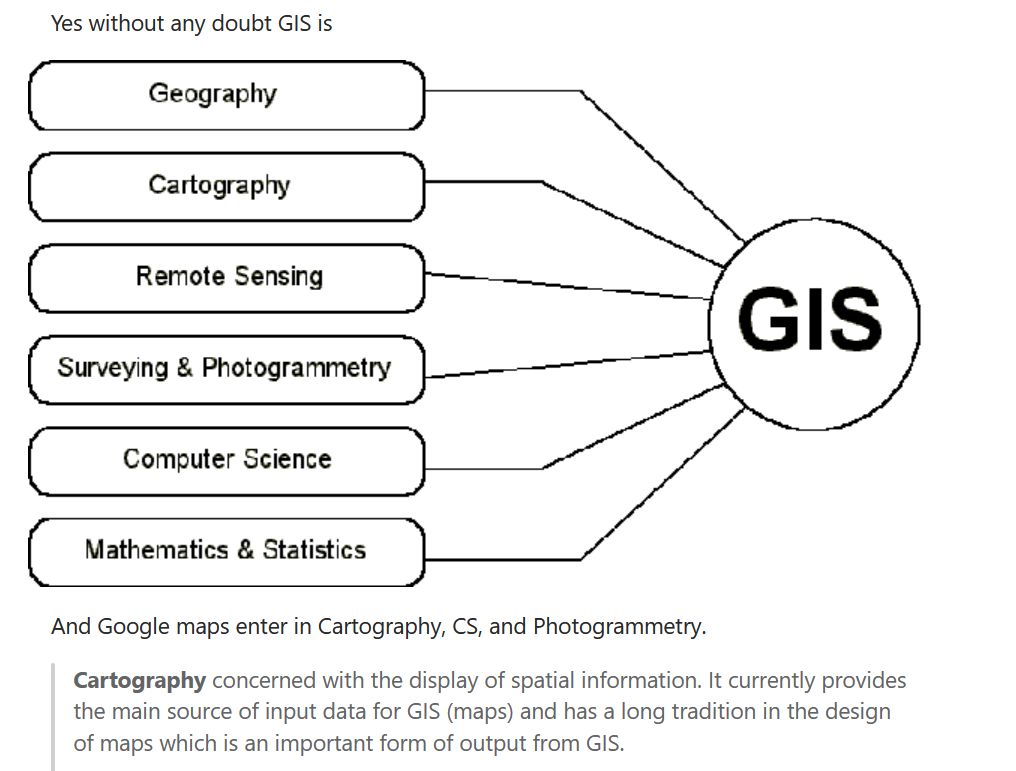 Yes without any doubt GIS is
Geography
Cartography
Remote Sensing
Surveying & Photogrammetry
Computer Science
Mathematics & Statistics
GIS
And Google maps enter in Cartography, CS, and Photogrammetry.
Cartography concerned with the display of spatial information. It currently provides
the main source of input data for GIS (maps) and has a long tradition in the design
of maps which is an important form of output from GIS.